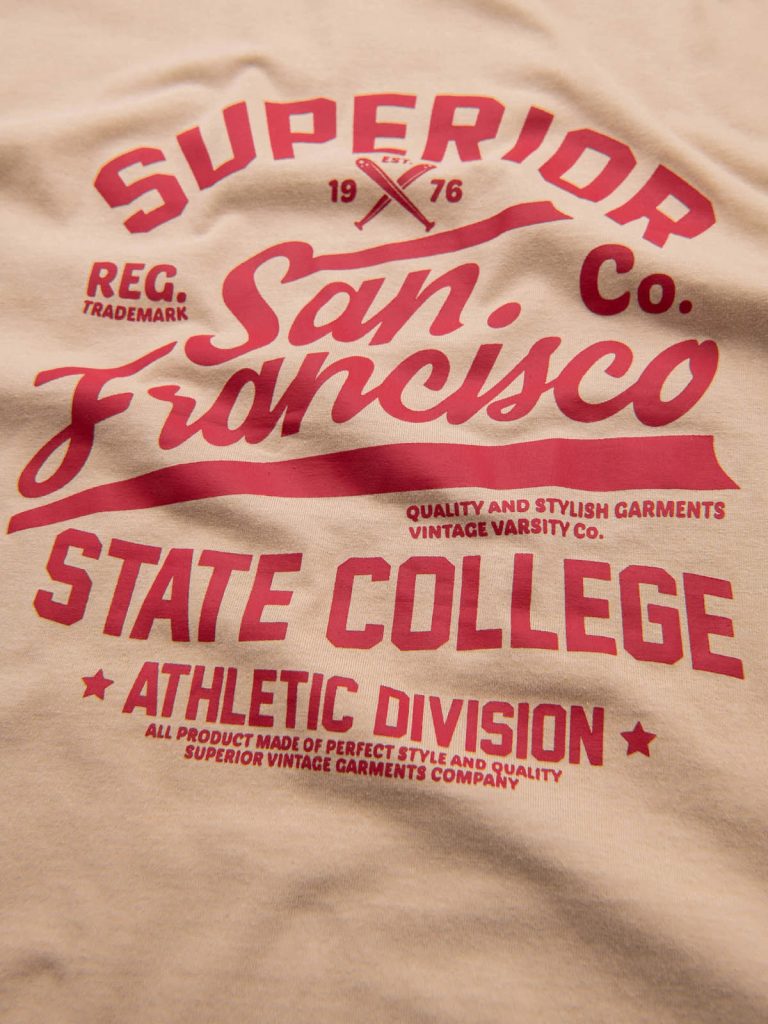 SUPERIOR
EST.
19 76
REG.
TRADEMARK
Co.
San.
Francisco
QUALITY AND STYLISH GARMENTS
VINTAGE VARSITY Co.
STATE COLLEGE
★ ATHLETIC DIVISION ★
ALL PRODUCT MADE OF PERFECT STYLE AND QUALITY
SUPERIOR VINTAGE GARMENTS COMPANY